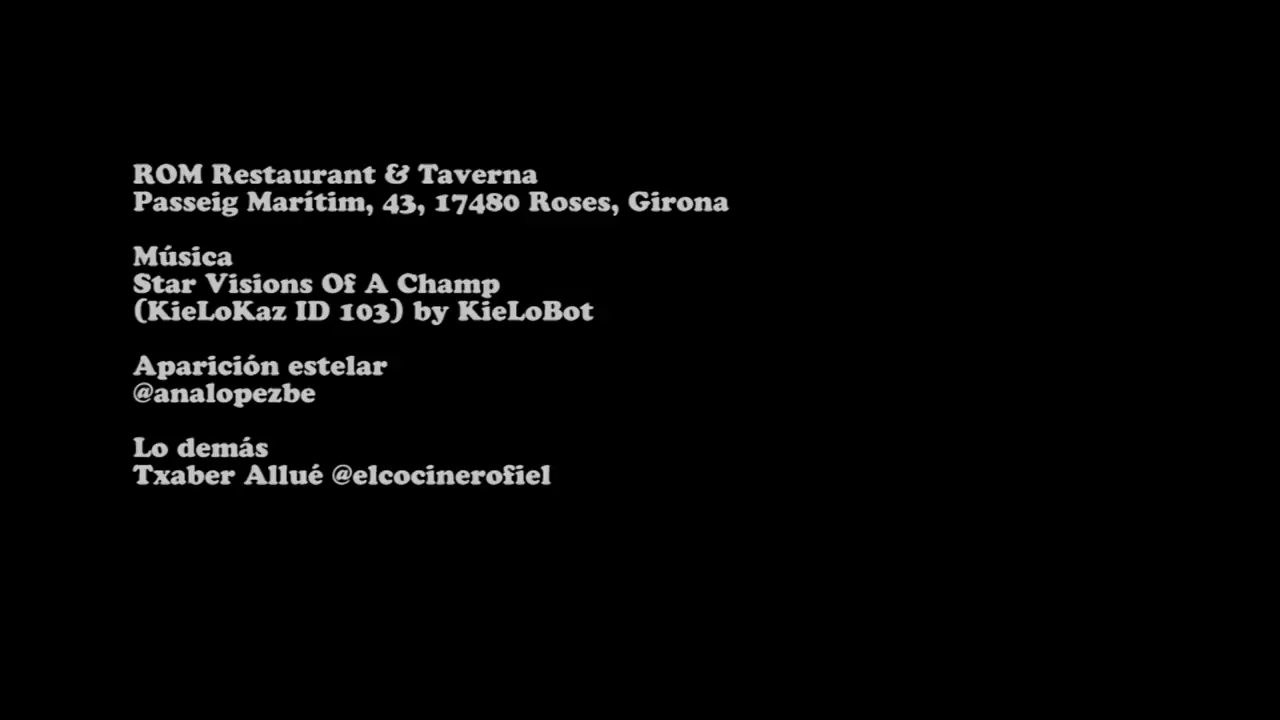 ROM Restaurant & Taverna
Passeig Marítim, 43, 17480 Roses, Girona
Música
Star Visions Of A Champ
(KieLoKaz ID 103) by KieLoBot
Aparición estelar
@analopezbe
Lo demás
Txaber Allué @elcocinerofiel